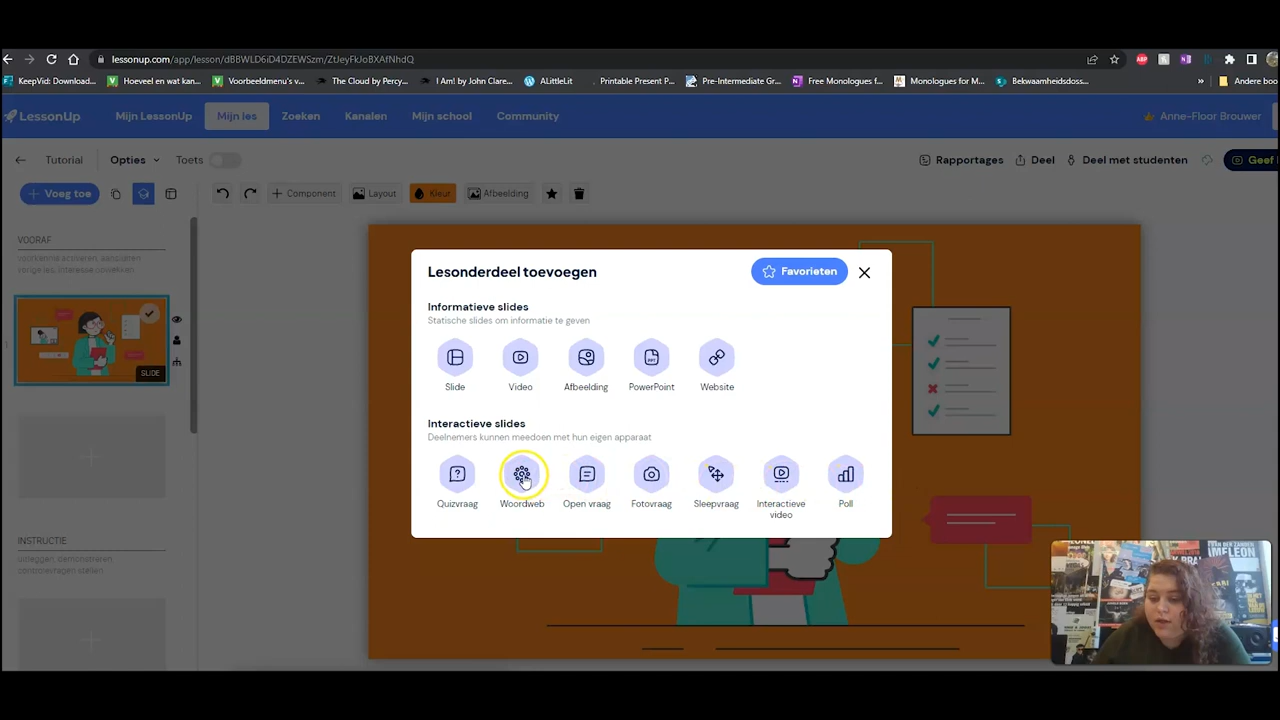 lessonup.com/app/lesson/dBBWLD6iD4DZEWSzm/ZtJeyFkJoBXAfNhdQ
KeepVid: Download... Hoeveel en wat kan... Voorbeeldmenu's v... The Cloud by Percy... I Am! by John Clare... ALittleLit Printable Present P... Pre-Intermediate Gr... Free Monologues f... Monologues for M... Bekwaamheidsdoss... » Andere boo
LessonUp Mijn LessonUp Mijn les Zoeken Kanalen Mijn school Community Anne-Floor Brouwer
Tutorial Opties Toets Rapportages Deel Deel met studenten Geef
Voeg toe Component Layout Kleur Afbeelding
VOORAF
SLIDE
INSTRUCTIE
uitleggen, demonstreren,
controlevragen stellen
Lesonderdeel toevoegen Favorieten
Informatieve slides
Statische slides om informatie te geven
Slide Video Afbeelding PowerPoint Website
Interactieve slides
Deelnemers kunnen meedoen met hun eigen apparaat
Quizvraag Woordweb Open vraag Fotovraag Sleepvraag Interactieve video Poll